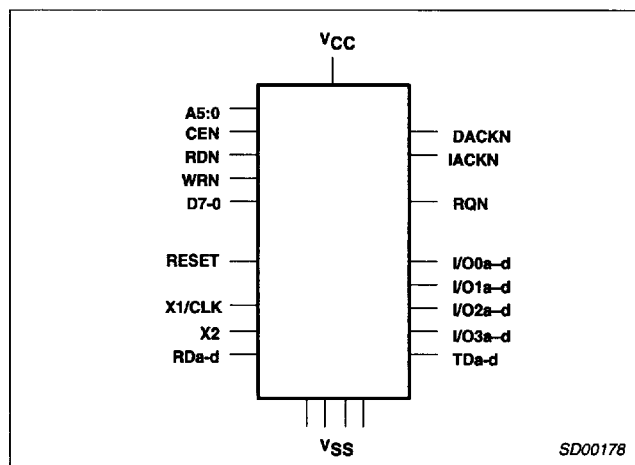 VCC
A5:0
CEN
RDN
WRN
D7-0
RESET
X1/CLK
X2
RDa-d
DACKN
IACKN
RQN
I/O0a–d
I/O1a–d
I/O2a–d
I/O3a–d
TDa-d
VSS
SD00178